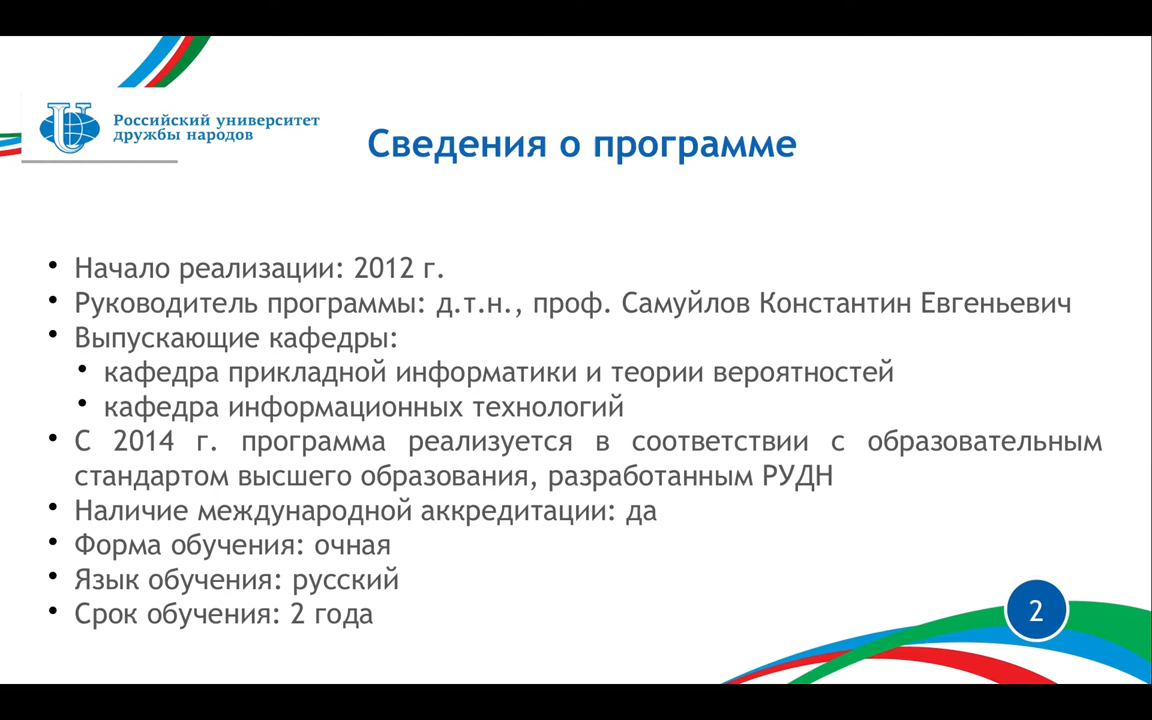 Российский университет
дружбы народов
Сведения о программе
• Начало реализации: 2012 г.
• Руководитель программы: д.т.н., проф. Самуйлов Константин Евгеньевич
• Выпускающие кафедры:
• кафедра прикладной информатики и теории вероятностей
• кафедра информационных технологий
• С 2014 г. программа реализуется в соответствии с образовательным
стандартом высшего образования, разработанным РУДН
• Наличие международной аккредитации: да
• Форма обучения: очная
• Язык обучения: русский
• Срок обучения: 2 года
2